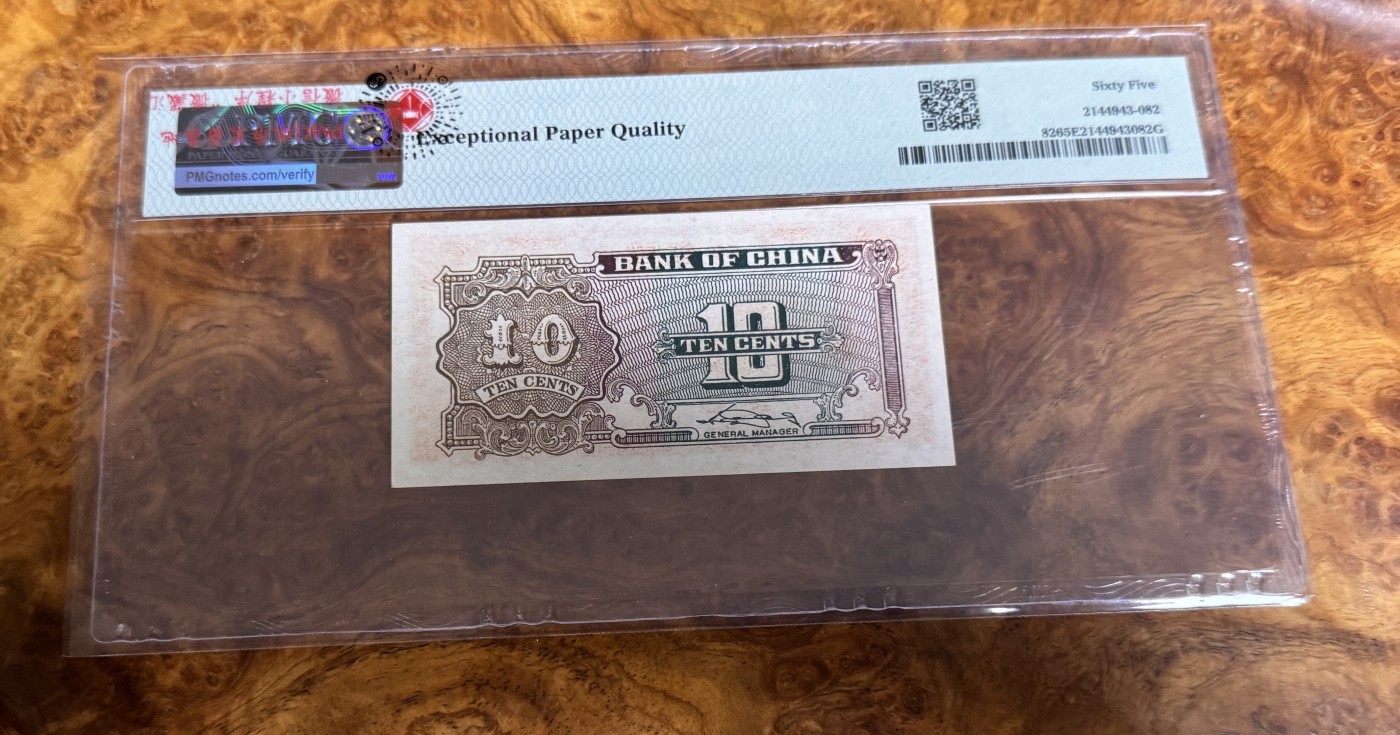 Exceptional Paper Quality
PMGnotes.com/verify
Sixty Five
2144943-082
8265E2144943082G
BANK OF CHINA
10
TEN CENTS
10
TEN CENTS
GENERAL MANAGER